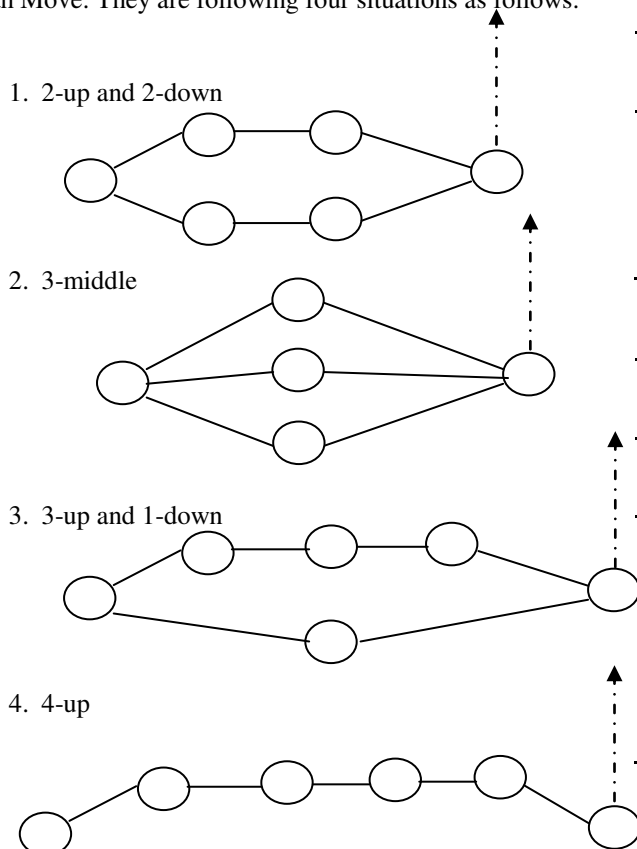 Move. They are following four situations as follows:
1. 2-up and 2-down
2. 3-middle
3. 3-up and 1-down
4. 4-up